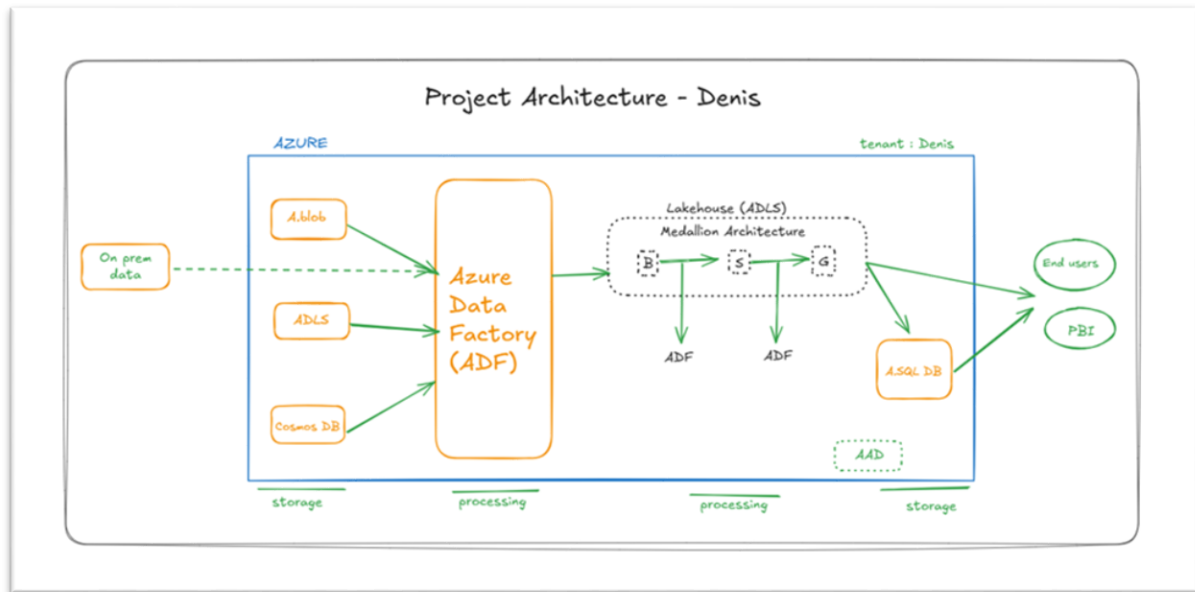 Project Architecture - Denis
AZURE
tenant : Denis
On prem
data
A.blob
ADLS
Cosmos DB
Azure
Data
Factory
(ADF)
Lakehouse (ADLS)
Medallion Architecture
B
S
G
ADF
ADF
A.SQL DB
AAD
End users
PBI
storage
processing
processing
storage